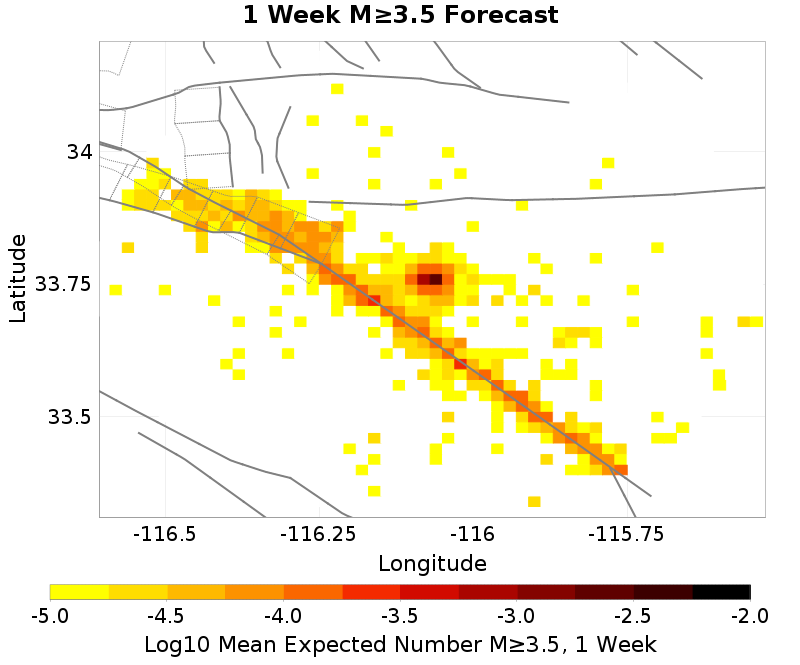 1 Week M≥3.5 Forecast
34
33.75
33.5
Latitude
-116.5 -116.25 -116 -115.75
Longitude
-5.0 -4.5 -4.0 -3.5 -3.0 -2.5 -2.0
Log10 Mean Expected Number M≥3.5, 1 Week